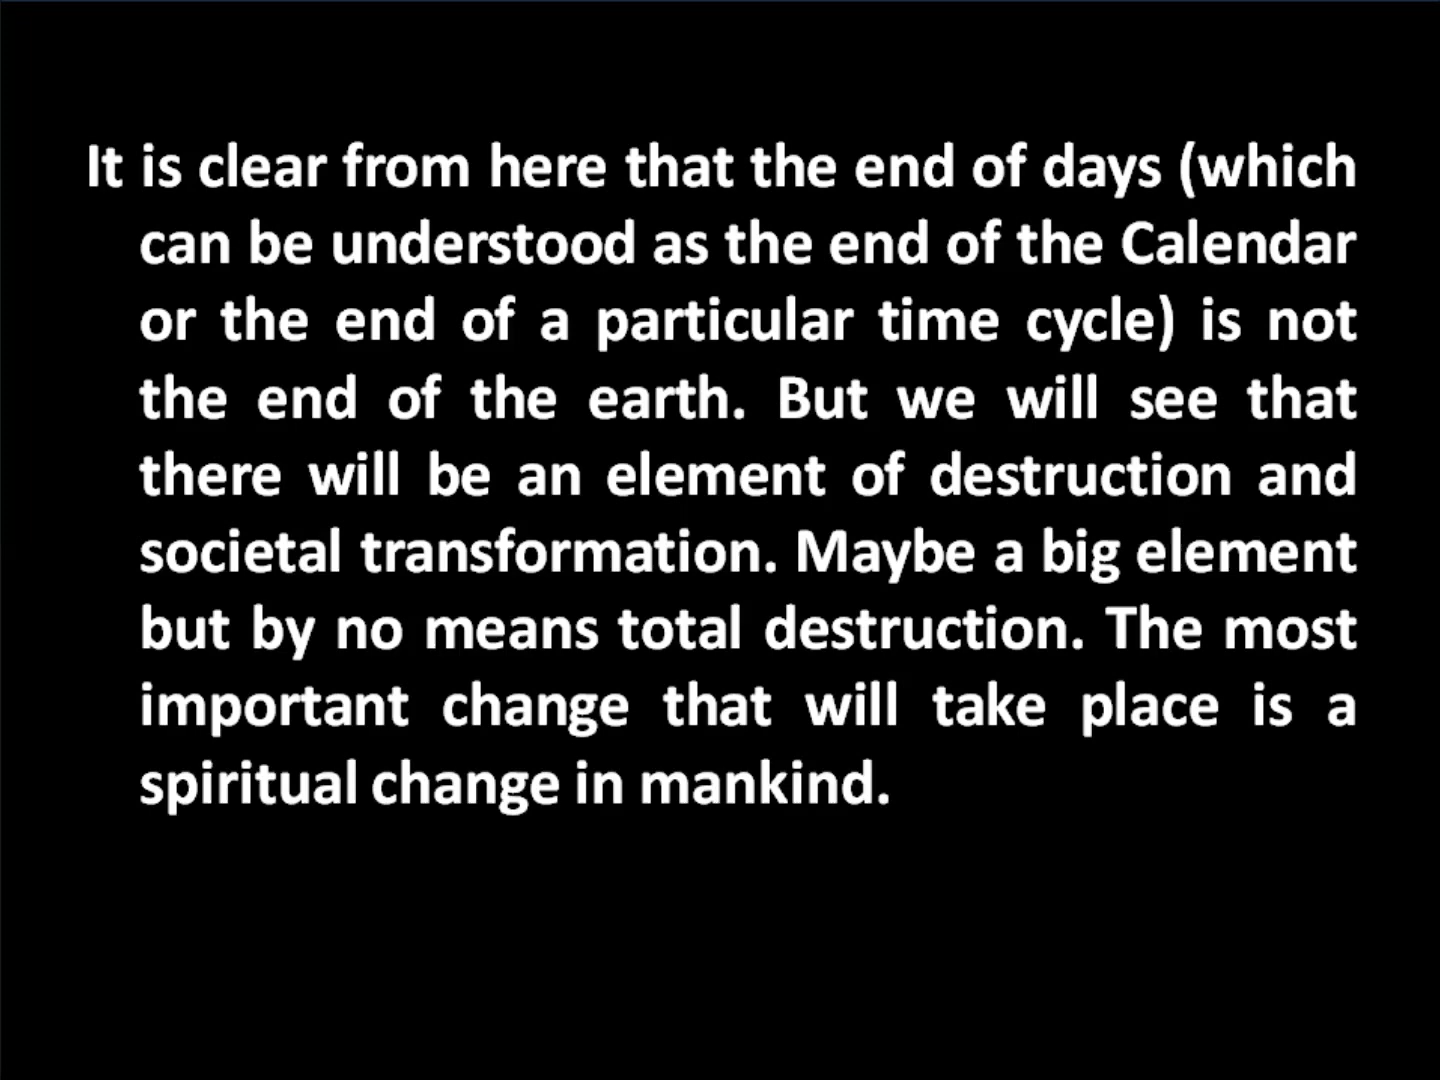 It is clear from here that the end of days (which
can be understood as the end of the Calendar
or the end of a particular time cycle) is not
the end of the earth. But we will see that
there will be an element of destruction and
societal transformation. Maybe a big element
but by no means total destruction. The most
important change that will take place is a
spiritual change in mankind.